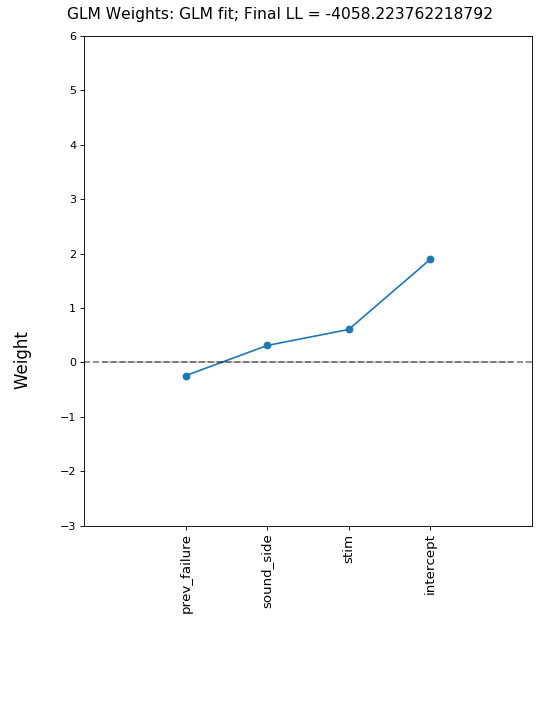 GLM Weights: GLM fit; Final LL = -4058.223762218792
6
5
4
3
2
1
0
−1
−2
−3
Weight
prev_failure
sound_side
stim
intercept